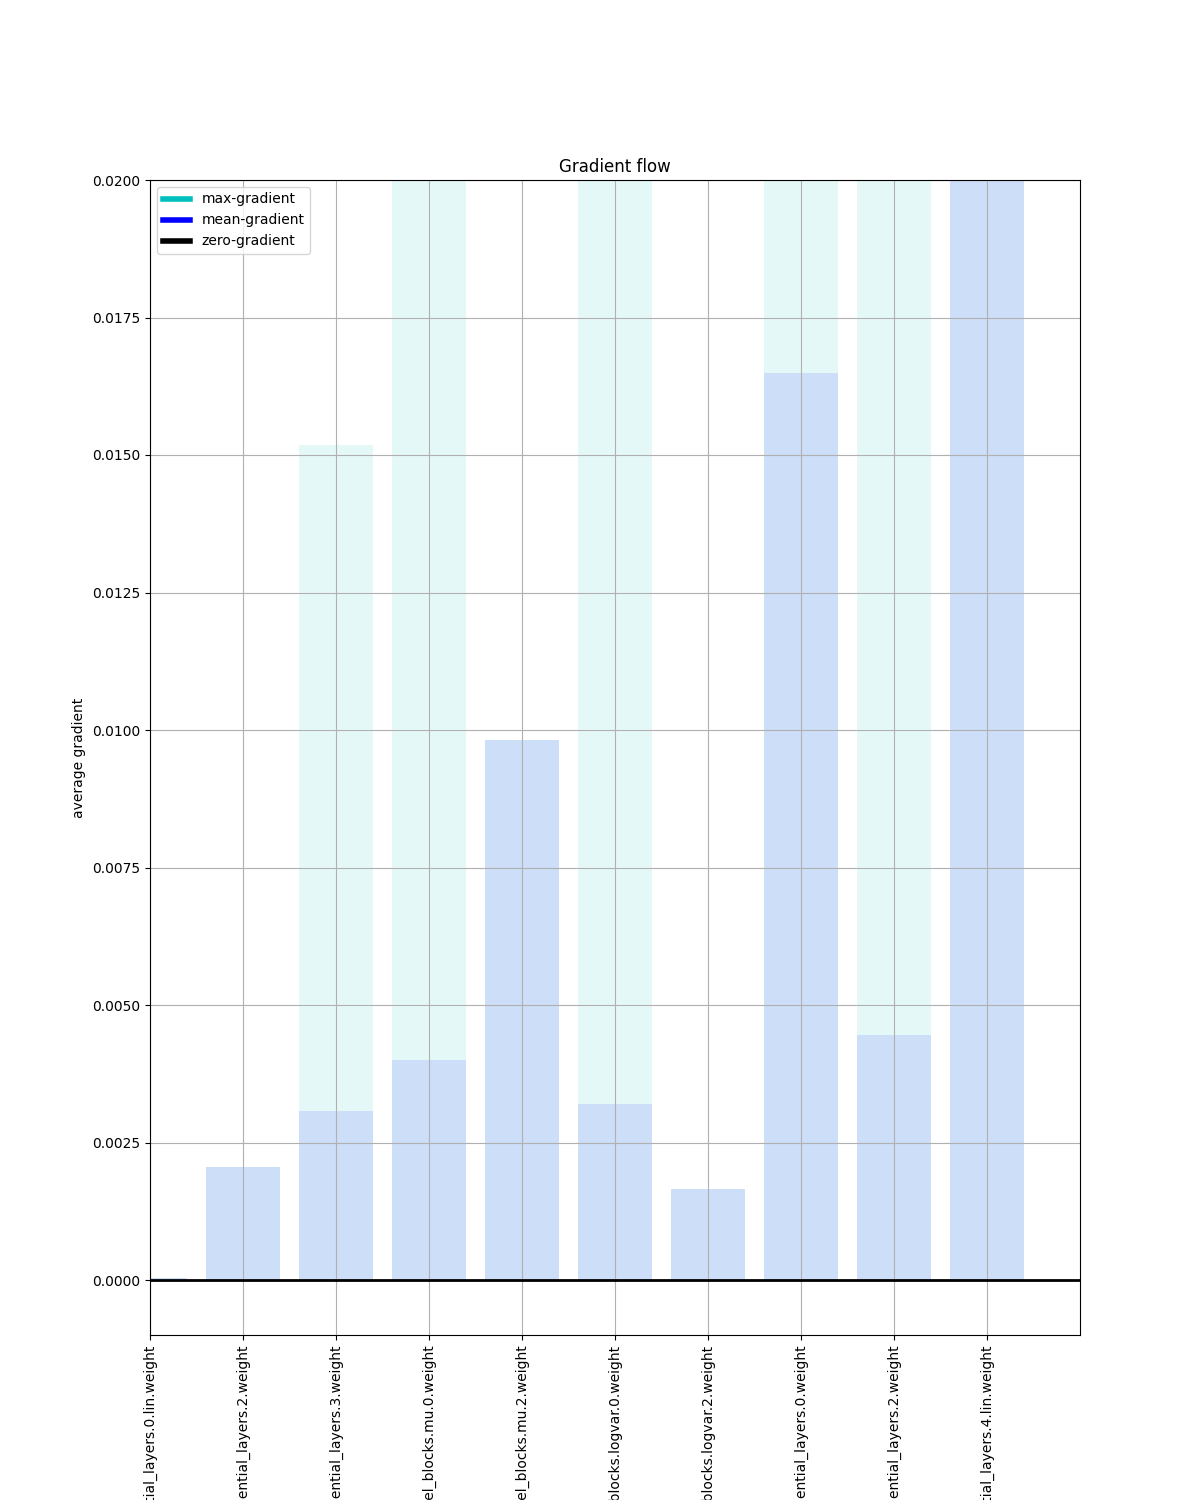 Gradient flow
max-gradient
mean-gradient
zero-gradient
0.0200
0.0175
0.0150
0.0125
0.0100
0.0075
0.0050
0.0025
0.0000
average gradient
tial_layers.0.lin.weight
ential_layers.2.weight
ential_layers.3.weight
el_blocks.mu.0.weight
el_blocks.mu.2.weight
blocks.logvar.0.weight
blocks.logvar.2.weight
ential_layers.0.weight
ential_layers.2.weight
tial_layers.4.lin.weight